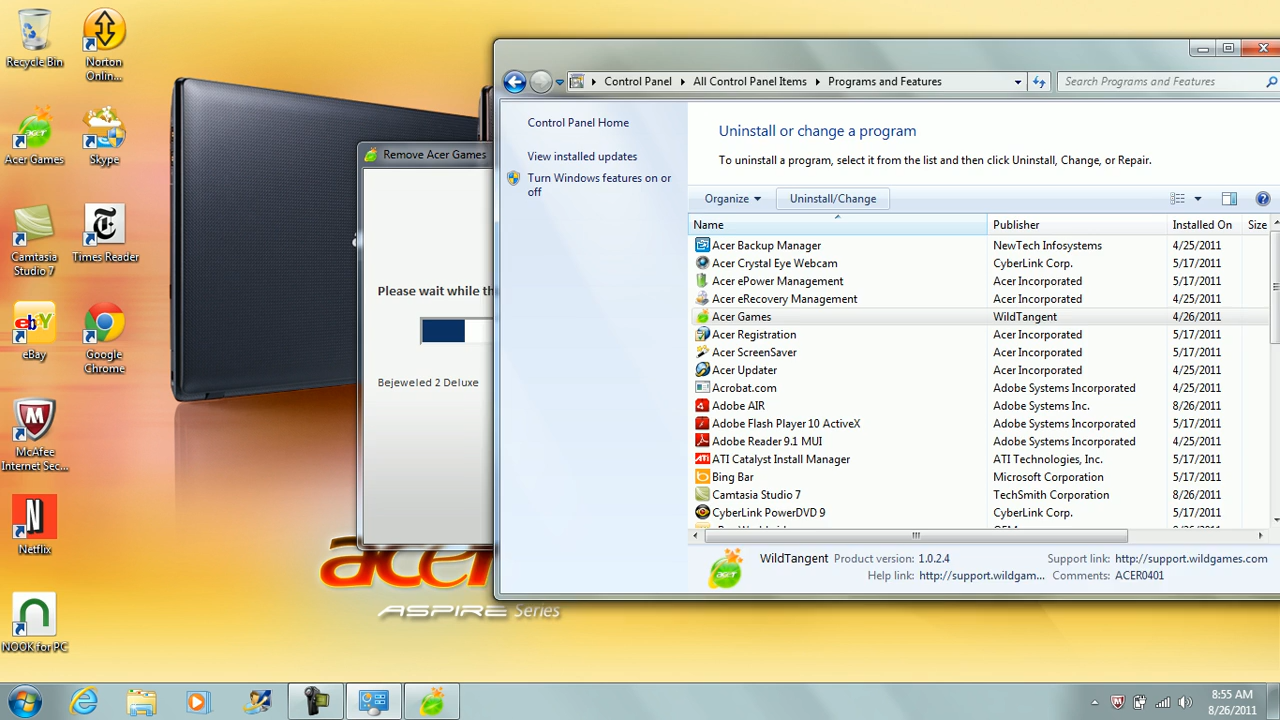 Recycle Bin
Norton
Onlin...
Acer Games
Skype
Camtasia
Studio 7
Times Reader
eBay
Google
Chrome
McAfee
Internet Sec...
Netflix
NOOK for PC
acer
ASPIRE Series
Remove Acer Games
Please wait while th
Bejeweled 2 Deluxe
Control Panel
All Control Panel Items
Programs and Features
Search Programs and Features
Control Panel Home
View installed updates
Turn Windows features on or
off
Uninstall or change a program
To uninstall a program, select it from the list and then click Uninstall, Change, or Repair.
Organize
Uninstall/Change
Name Publisher Installed On Size
Acer Backup Manager NewTech Infosystems 4/25/2011
Acer Crystal Eye Webcam CyberLink Corp. 5/17/2011
Acer ePower Management Acer Incorporated 5/17/2011
Acer eRecovery Management Acer Incorporated 4/25/2011
Acer Games WildTangent 4/26/2011
Acer Registration Acer Incorporated 5/17/2011
Acer ScreenSaver Acer Incorporated 5/17/2011
Acer Updater Acer Incorporated 5/17/2011
Acrobat.com Adobe Systems Incorporated 4/25/2011
Adobe AIR Adobe Systems Inc. 8/26/2011
Adobe Flash Player 10 ActiveX Adobe Systems Incorporated 5/17/2011
Adobe Reader 9.1 MUI Adobe Systems Incorporated 4/25/2011
ATI Catalyst Install Manager ATI Technologies, Inc. 5/17/2011
Bing Bar Microsoft Corporation 5/17/2011
Camtasia Studio 7 TechSmith Corporation 8/26/2011
CyberLink PowerDVD 9 CyberLink Corp. 5/17/2011
WildTangent Product version: 1.0.2.4 Support link: http://support.wildgames.com
Help link: http://support.wildgam... Comments: ACER0401
8:55 AM
8/26/2011